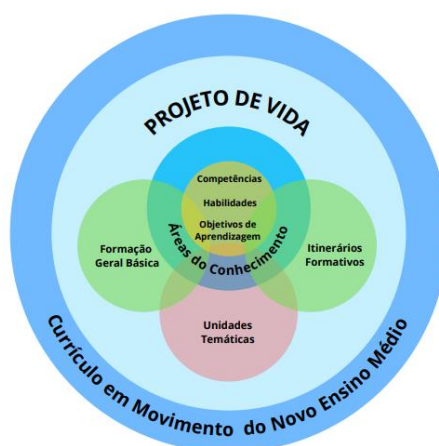 PROJETO DE VIDA
Competências
Habilidades
Objetivos de
Aprendizagem
Áreas do Conhecimento
Formação
Geral Básica
Itinerários
Formativos
Unidades
Temáticas
Currículo em Movimento do Novo Ensino Médio